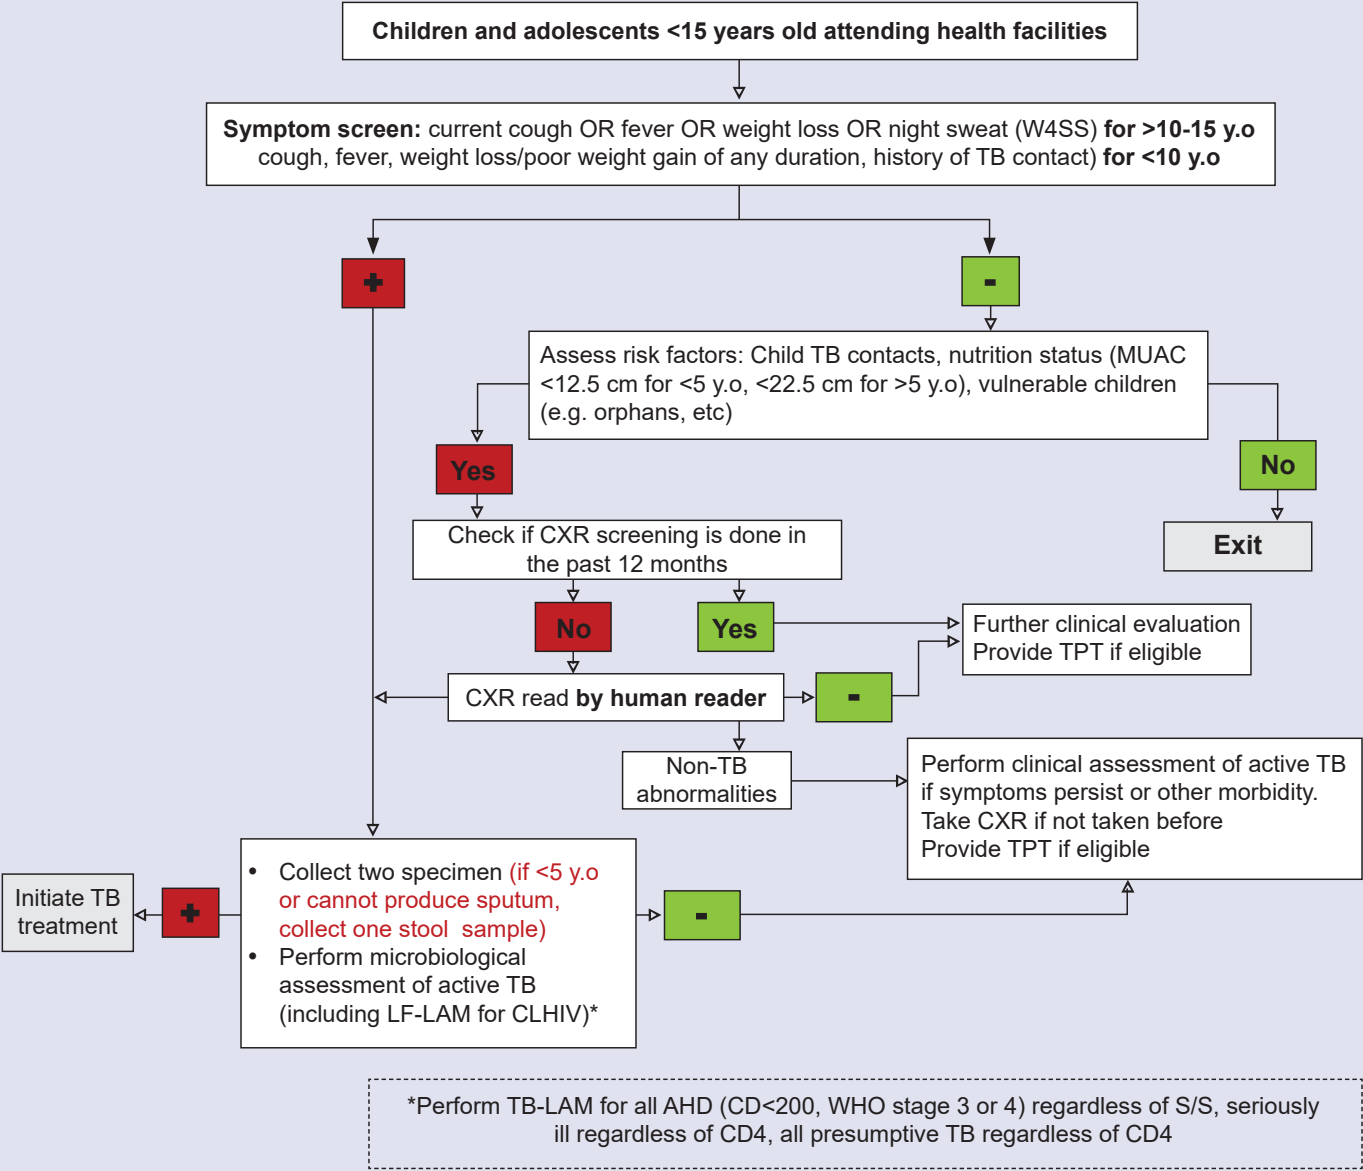 Children and adolescents <15 years old attending health facilities
Symptom screen: current cough OR fever OR weight loss OR night sweat (W4SS) for >10-15 y.o
cough, fever, weight loss/poor weight gain of any duration, history of TB contact) for <10 y.o
+
-
Assess risk factors: Child TB contacts, nutrition status (MUAC
<12.5 cm for <5 y.o, <22.5 cm for >5 y.o), vulnerable children
(e.g. orphans, etc)
Yes
No
Exit
Check if CXR screening is done in
the past 12 months
No
Yes
Further clinical evaluation
Provide TPT if eligible
CXR read by human reader
-
Non-TB
abnormalities
Perform clinical assessment of active TB
if symptoms persist or other morbidity.
Take CXR if not taken before
Provide TPT if eligible
• Collect two specimen (if <5 y.o
or cannot produce sputum,
collect one stool sample)
• Perform microbiological
assessment of active TB
(including LF-LAM for CLHIV)*
Initiate TB
treatment
+
-
*Perform TB-LAM for all AHD (CD<200, WHO stage 3 or 4) regardless of S/S, seriously
ill regardless of CD4, all presumptive TB regardless of CD4